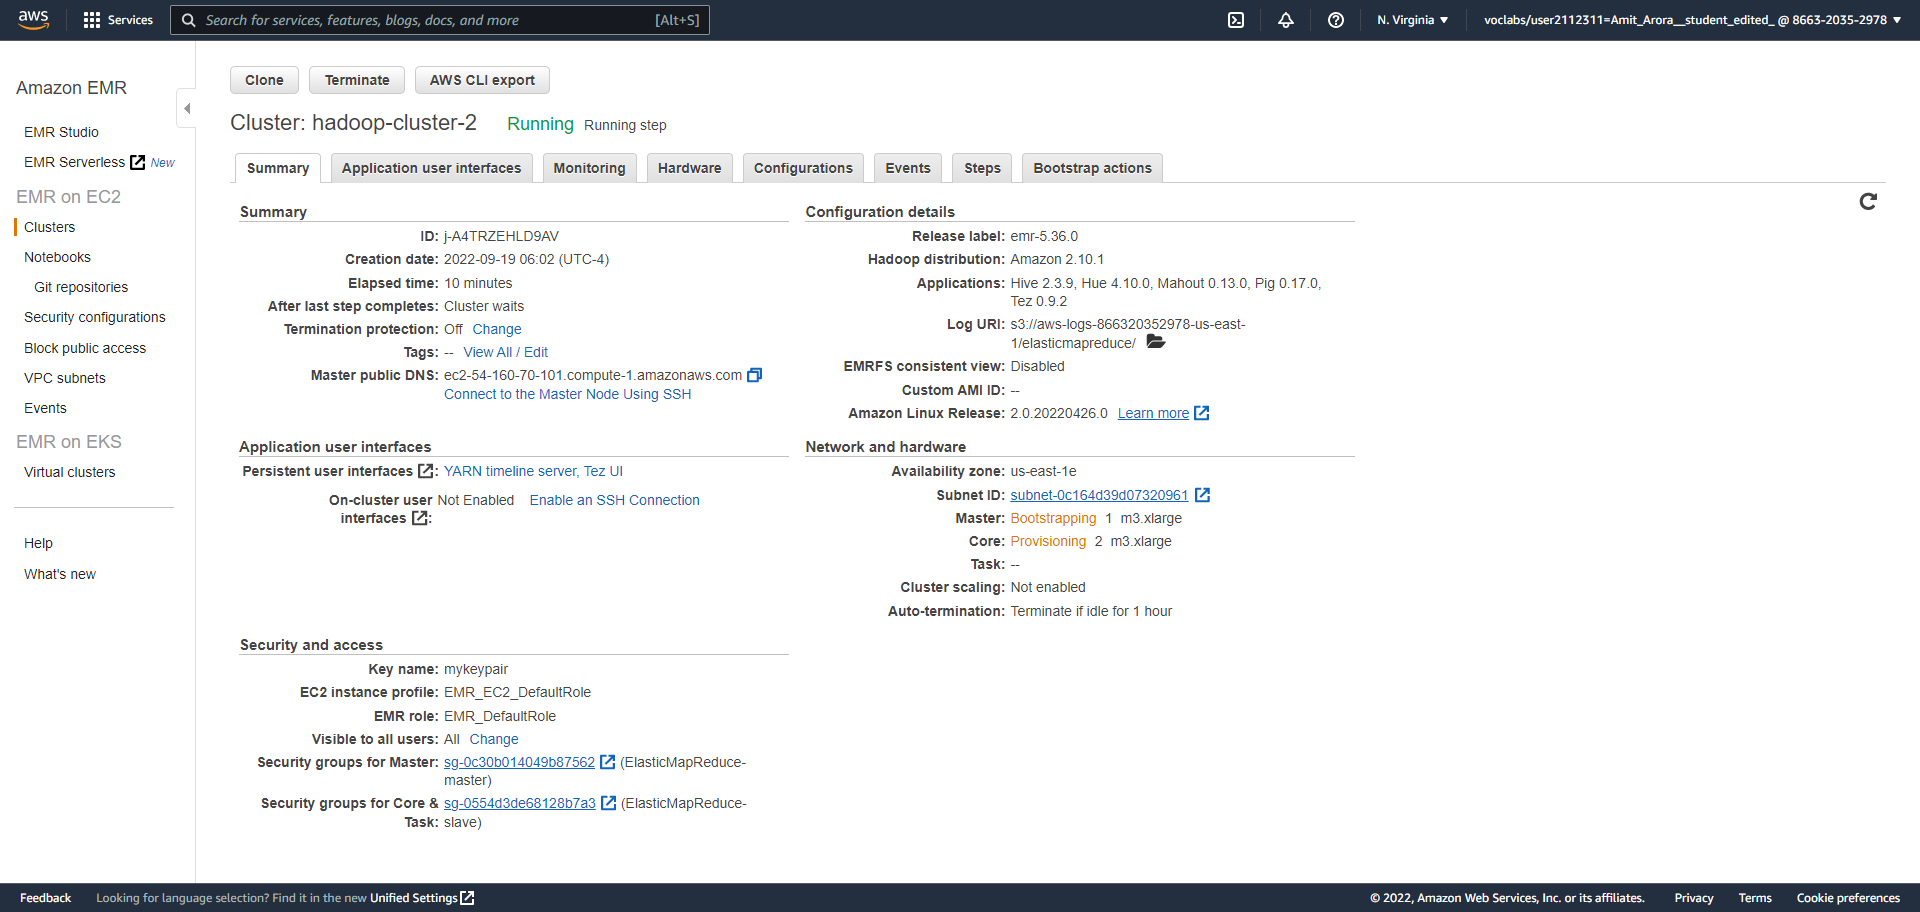 aws
Services
Search for services, features, blogs, docs, and more
[Alt+S]
N. Virginia ▼
voclabs/user2112311=Amit_Arora__student_edited_ @ 8663-2035-2978 ▼
Amazon EMR
EMR Studio
EMR Serverless New
EMR on EC2
Clusters
Notebooks
Git repositories
Security configurations
Block public access
VPC subnets
Events
EMR on EKS
Virtual clusters
Help
What's new
Clone
Terminate
AWS CLI export
Cluster: hadoop-cluster-2 Running Running step
Summary
Application user interfaces
Monitoring
Hardware
Configurations
Events
Steps
Bootstrap actions
Summary
ID: j-A4TRZEHLD9AV
Creation date: 2022-09-19 06:02 (UTC-4)
Elapsed time: 10 minutes
After last step completes: Cluster waits
Termination protection: Off Change
Tags: -- View All / Edit
Master public DNS: ec2-54-160-70-101.compute-1.amazonaws.com
Connect to the Master Node Using SSH
Configuration details
Release label: emr-5.36.0
Hadoop distribution: Amazon 2.10.1
Applications: Hive 2.3.9, Hue 4.10.0, Mahout 0.13.0, Pig 0.17.0,
Tez 0.9.2
Log URI: s3://aws-logs-866320352978-us-east-
1/elasticmapreduce/
EMRFS consistent view: Disabled
Custom AMI ID: --
Amazon Linux Release: 2.0.20220426.0 Learn more
Application user interfaces
Persistent user interfaces : YARN timeline server, Tez UI
On-cluster user Not Enabled Enable an SSH Connection
interfaces :
Network and hardware
Availability zone: us-east-1e
Subnet ID: subnet-0c164d39d07320961
Master: Bootstrapping 1 m3.xlarge
Core: Provisioning 2 m3.xlarge
Task: --
Cluster scaling: Not enabled
Auto-termination: Terminate if idle for 1 hour
Security and access
Key name: mykeypair
EC2 instance profile: EMR_EC2_DefaultRole
EMR role: EMR_DefaultRole
Visible to all users: All Change
Security groups for Master: sg-0c30b014049b87562 (ElasticMapReduce-
master)
Security groups for Core & sg-0554d3de68128b7a3 (ElasticMapReduce-
Task: slave)
Feedback
Looking for language selection? Find it in the new Unified Settings
© 2022, Amazon Web Services, Inc. or its affiliates.
Privacy
Terms
Cookie preferences